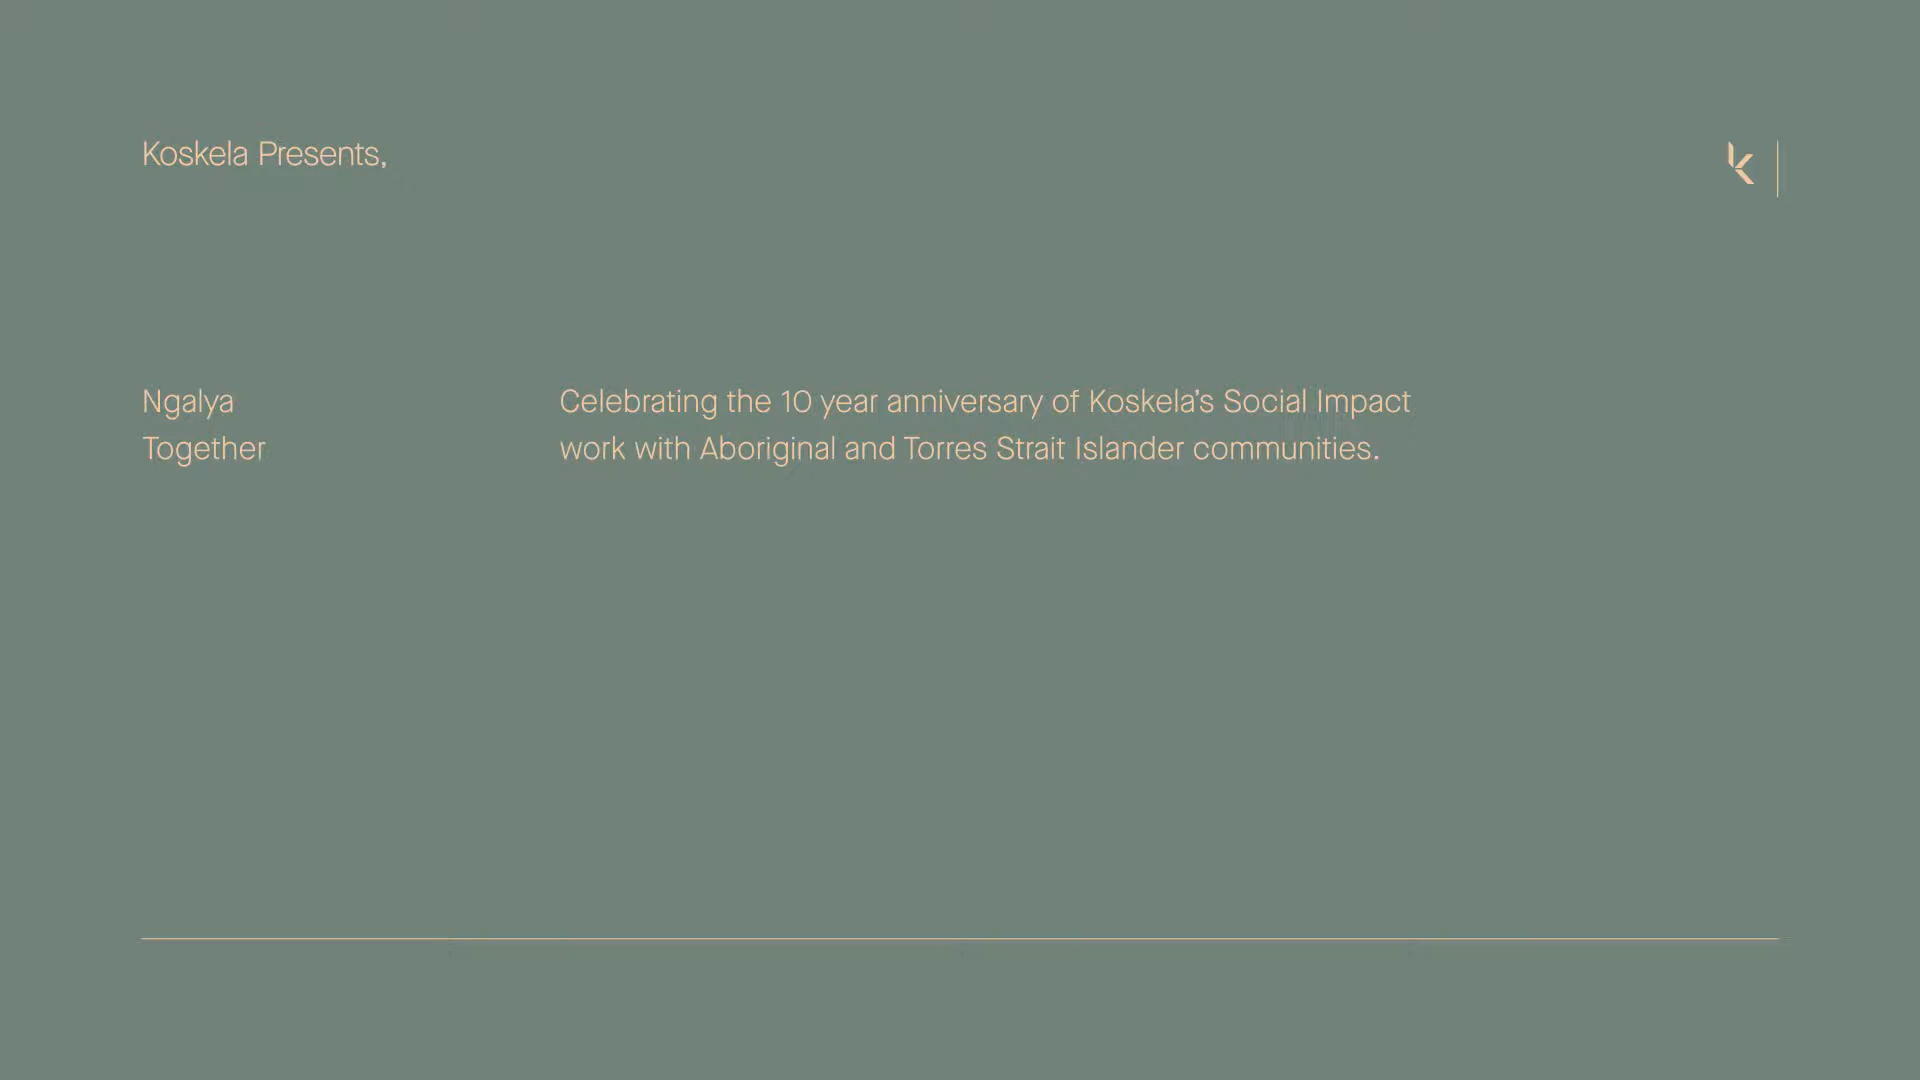 Koskela Presents,
K
Ngalya
Together
Celebrating the 10 year anniversary of Koskela’s Social Impact
work with Aboriginal and Torres Strait Islander communities.